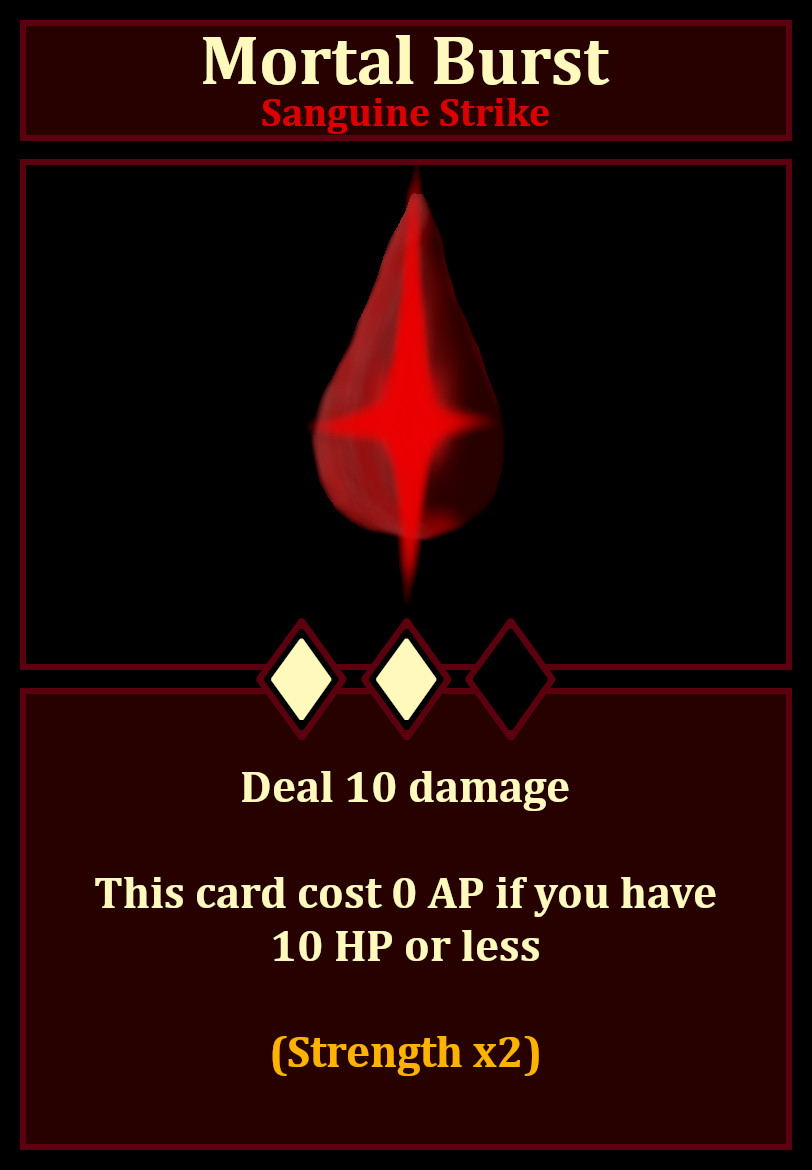 Mortal Burst
Sanguine Strike
Deal 10 damage
This card cost 0 AP if you have
10 HP or less
(Strength x2)